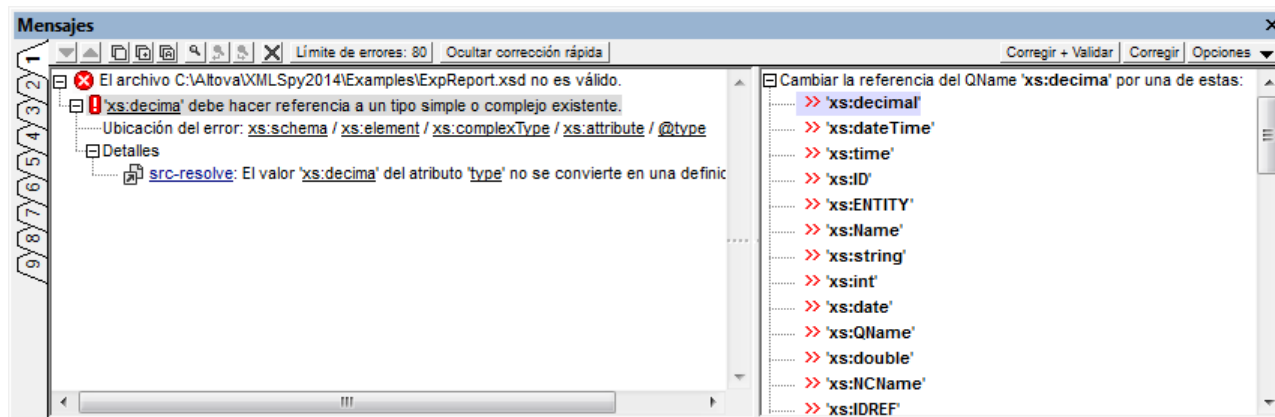 Mensajes
Límite de errores: 80 Ocultar corrección rápida Corregir + Validar Corregir Opciones
1
2
3
4
5
6
7
8
9
El archivo C:\Altova\XMLSpy2014\Examples\ExpReport.xsd no es válido.
'xs:decima' debe hacer referencia a un tipo simple o complejo existente.
Ubicación del error: xs:schema / xs:element / xs:complexType / xs:attribute / @type
Detalles
src-resolve: El valor 'xs:decima' del atributo 'type' no se convierte en una definic
Cambiar la referencia del QName 'xs:decima' por una de estas:
'xs:decimal'
'xs:dateTime'
'xs:time'
'xs:ID'
'xs:ENTITY'
'xs:Name'
'xs:string'
'xs:int'
'xs:date'
'xs:QName'
'xs:double'
'xs:NCName'
'xs:IDREF'